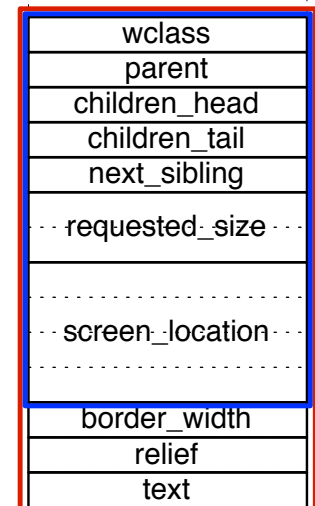 wclass
parent
children_head
children_tail
next_sibling
requested_size
screen_location
border_width
relief
text